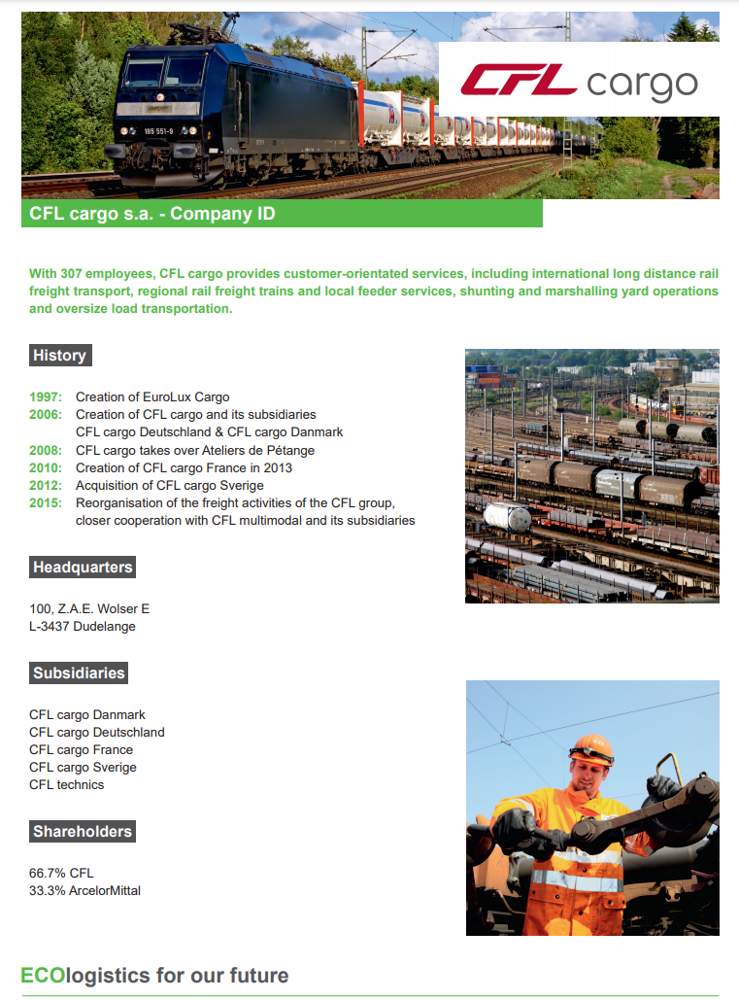 CFL cargo
185 551-9
CFL cargo s.a. - Company ID
With 307 employees, CFL cargo provides customer-orientated services, including international long distance rail
freight transport, regional rail freight trains and local feeder services, shunting and marshalling yard operations
and oversize load transportation.
History
1997: Creation of EuroLux Cargo
2006: Creation of CFL cargo and its subsidiaries
CFL cargo Deutschland & CFL cargo Danmark
2008: CFL cargo takes over Ateliers de Pétange
2010: Creation of CFL cargo France in 2013
2012: Acquisition of CFL cargo Sverige
2015: Reorganisation of the freight activities of the CFL group,
closer cooperation with CFL multimodal and its subsidiaries
Headquarters
100, Z.A.E. Wolser E
L-3437 Dudelange
Subsidiaries
CFL cargo Danmark
CFL cargo Deutschland
CFL cargo France
CFL cargo Sverige
CFL technics
Shareholders
66.7% CFL
33.3% ArcelorMittal
ECOlogistics for our future